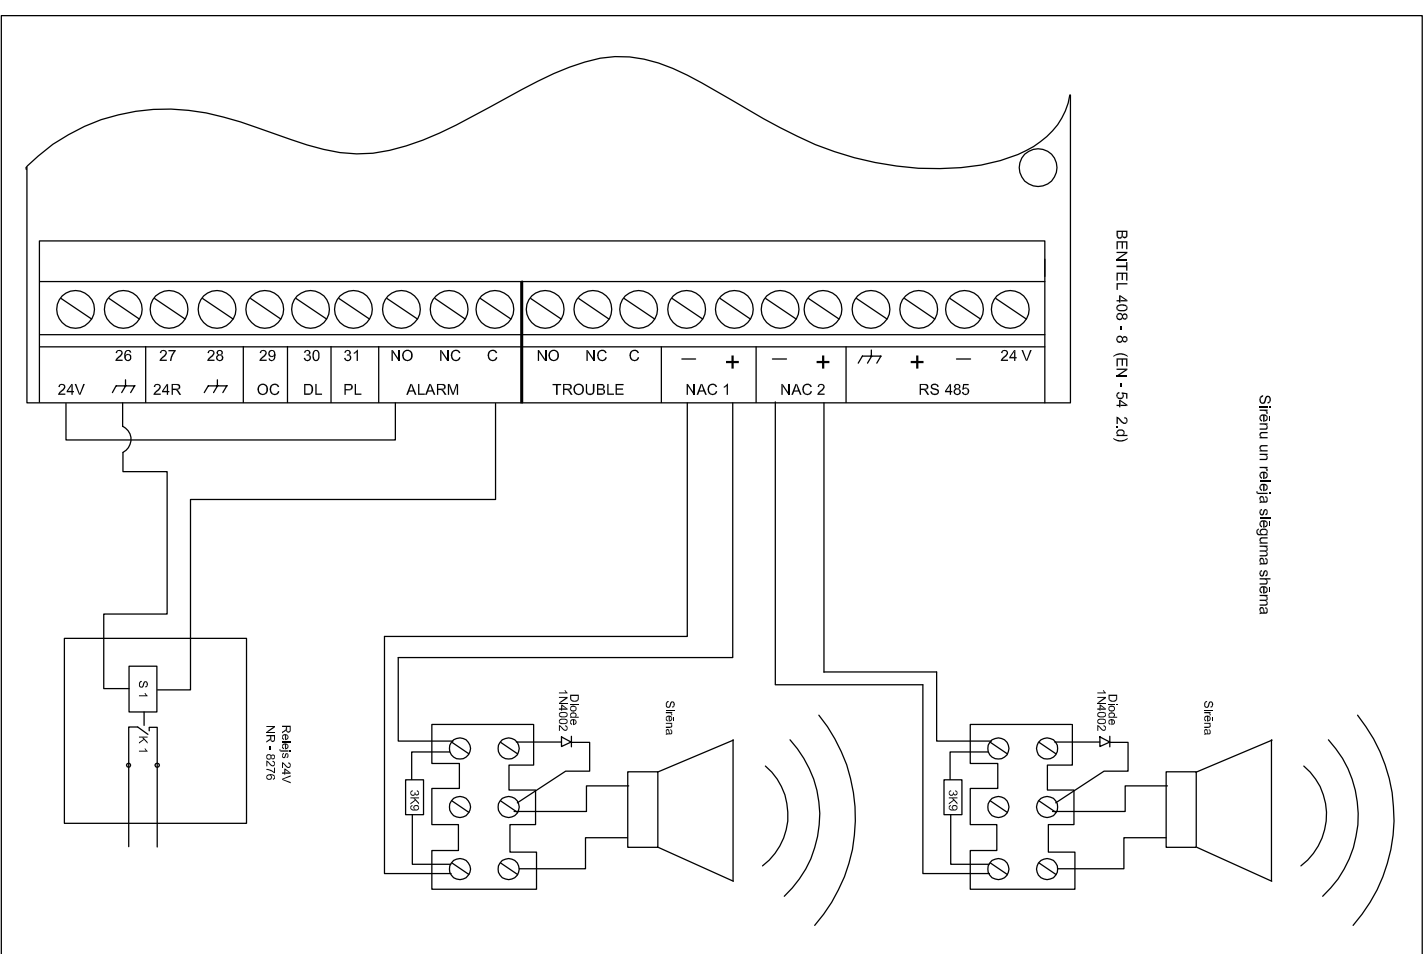 BENTEL 408 - 8 (EN - 54 2.d)
Sirēnu un releja slēguma shēma
26 27 28 29 30 31 NO NC C NO NC C − + − + + − 24 V
24V 24R OC DL PL ALARM TROUBLE NAC 1 NAC 2 RS 485
S 1
K 1
Relejs 24V
NR - 8276
Diode
1N4002
Sirēna
3K9
Diode
1N4002
Sirēna
3K9